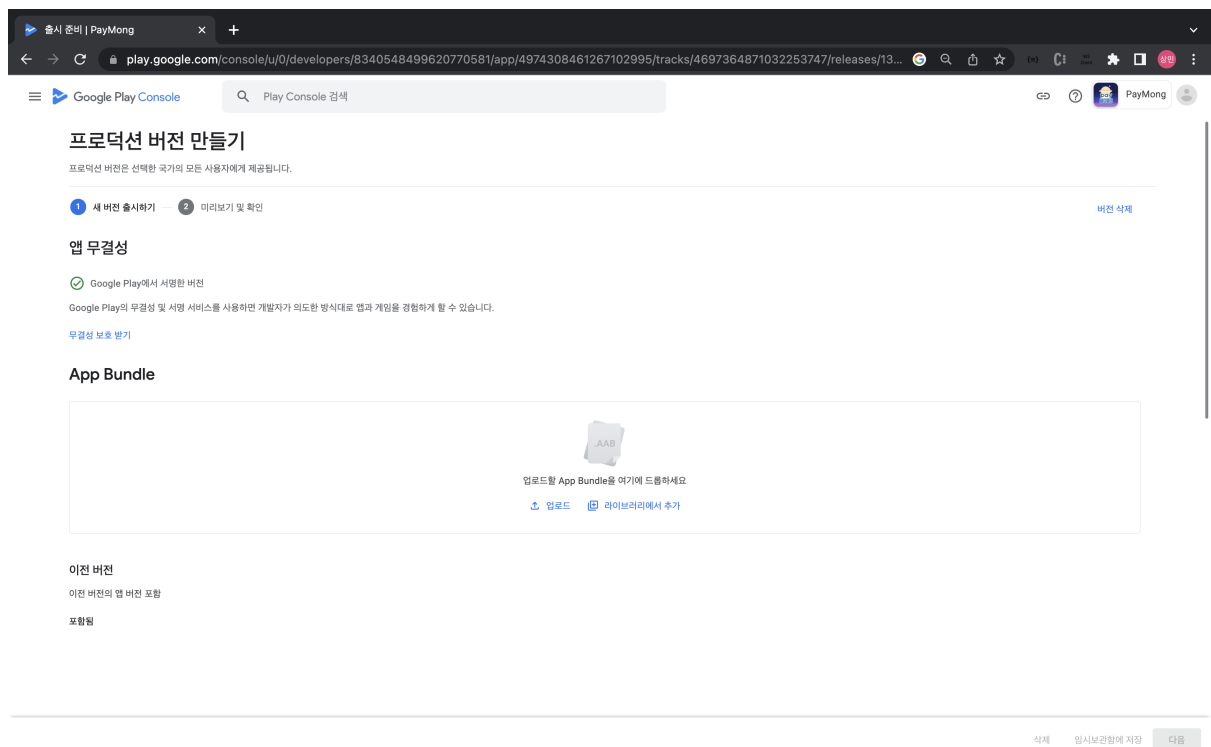 출시 준비 | PayMong
play.google.com/console/u/0/developers/8340548499620770581/app/4974308461267102995/tracks/4697364871032253747/releases/13...
상민
Google Play Console
Play Console 검색
PayMong
프로덕션 버전 만들기
프로덕션 버전은 선택한 국가의 모든 사용자에게 제공됩니다.
1 새 버전 출시하기 2 미리보기 및 확인
버전 삭제
앱 무결성
Google Play에서 서명한 버전
Google Play의 무결성 및 서명 서비스를 사용하면 개발자가 의도한 방식대로 앱과 게임을 경험하게 할 수 있습니다.
무결성 보호 받기
App Bundle
.AAB
업로드할 App Bundle을 여기에 드롭하세요
업로드 라이브러리에서 추가
이전 버전
이전 버전의 앱 버전 포함
포함됨
삭제 임시보관함에 저장 다음